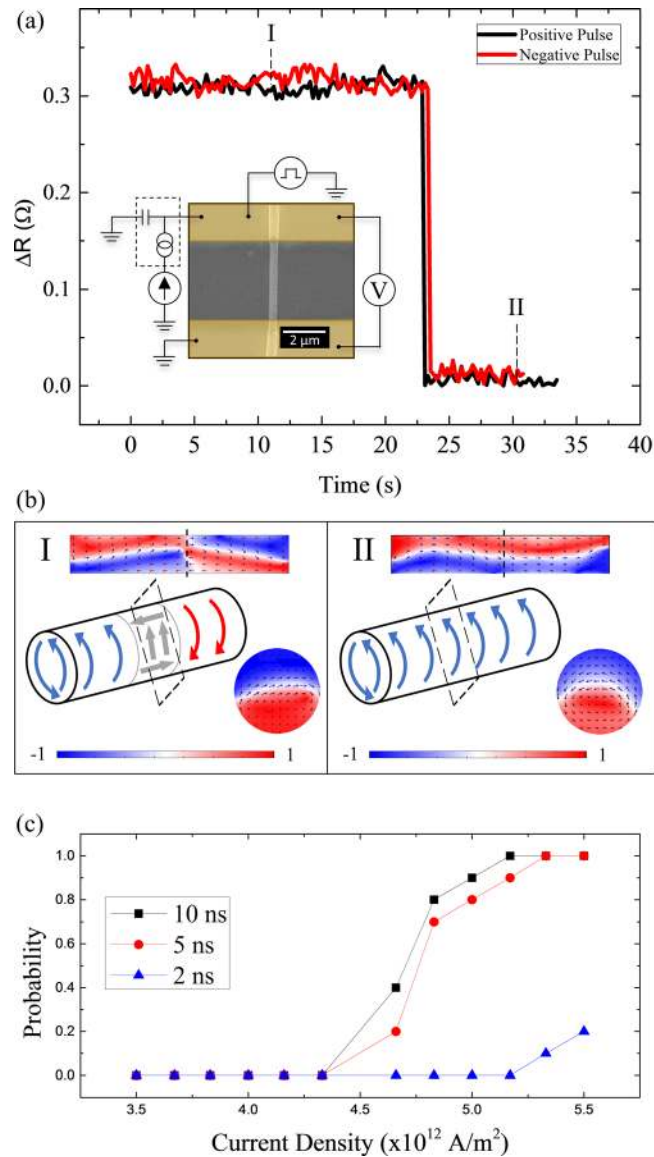 (a)
I
Positive Pulse
Negative Pulse
0.3
0.2
0.1
0.0
ΔR (Ω)
V
2 μm
II
0 5 10 15 20 25 30 35 40
Time (s)
(b)
I
II
-1 1
-1 1
(c)
1.0
0.8
0.6
0.4
0.2
0.0
Probability
10 ns
5 ns
2 ns
3.5 4.0 4.5 5.0 5.5
Current Density (x10¹² A/m²)